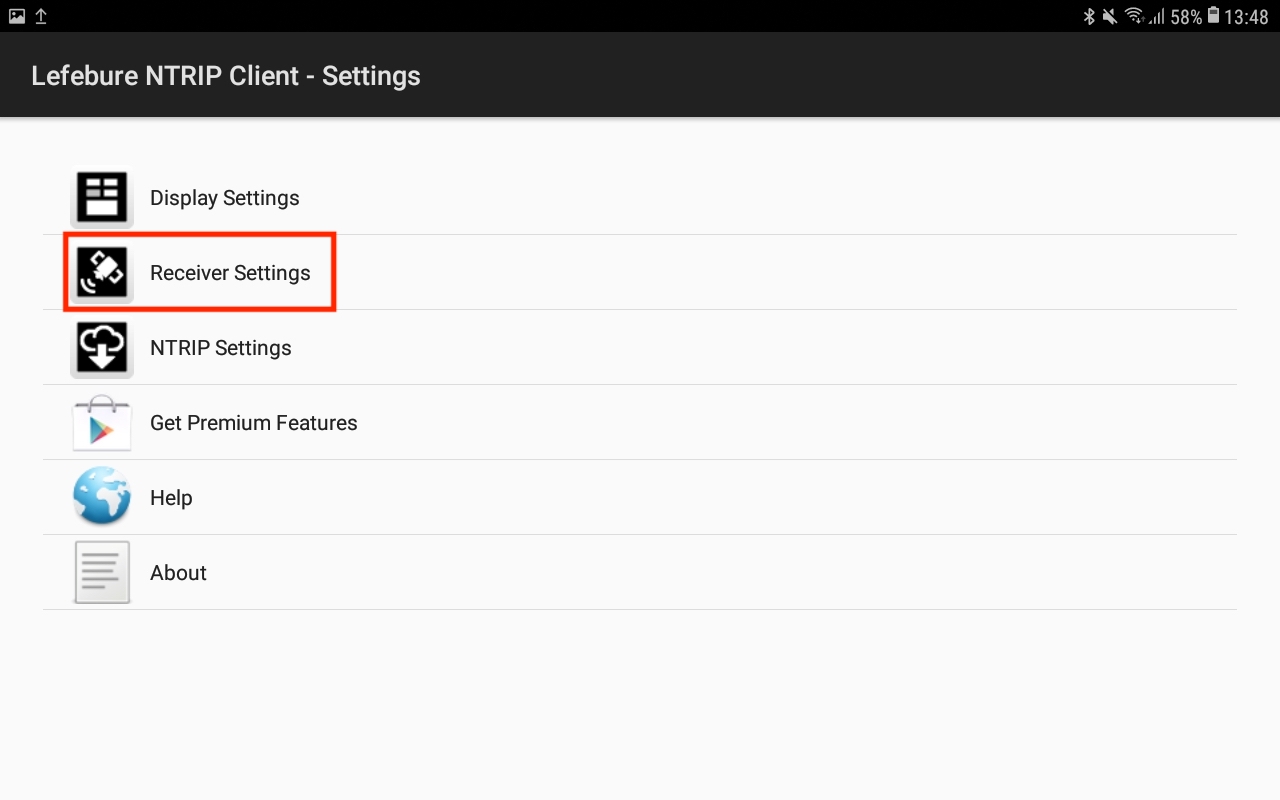 58% 13:48
Lefebure NTRIP Client - Settings
Display Settings
Receiver Settings
NTRIP Settings
Get Premium Features
Help
About